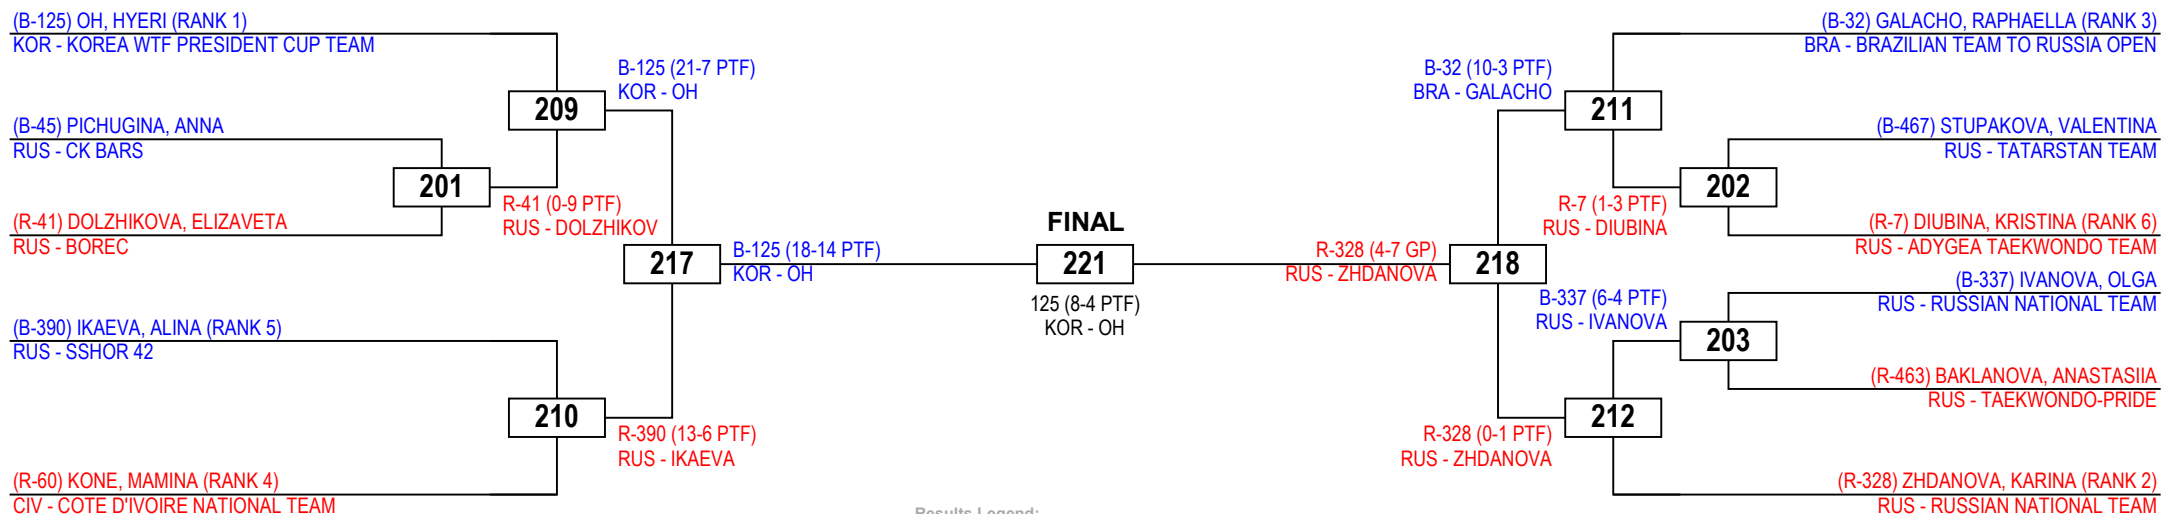 (B-125) OH, HYERI (RANK 1)
KOR - KOREA WTF PRESIDENT CUP TEAM
(B-45) PICHUGINA, ANNA
RUS - CK BARS
(R-41) DOLZHIKOVA, ELIZAVETA
RUS - BOREC
(B-390) IKAEVA, ALINA (RANK 5)
RUS - SSHOR 42
(R-60) KONE, MAMINA (RANK 4)
CIV - COTE D'IVOIRE NATIONAL TEAM
201
R-41 (0-9 PTF)
RUS - DOLZHIKOV
209
B-125 (21-7 PTF)
KOR - OH
210
R-390 (13-6 PTF)
RUS - IKAEVA
217
B-125 (18-14 PTF)
KOR - OH
FINAL
221
125 (8-4 PTF)
KOR - OH
R-328 (4-7 GP)
RUS - ZHDANOVA
218
B-32 (10-3 PTF)
BRA - GALACHO
211
R-7 (1-3 PTF)
RUS - DIUBINA
202
B-337 (6-4 PTF)
RUS - IVANOVA
203
R-328 (0-1 PTF)
RUS - ZHDANOVA
212
(B-32) GALACHO, RAPHAELLA (RANK 3)
BRA - BRAZILIAN TEAM TO RUSSIA OPEN
(B-467) STUPAKOVA, VALENTINA
RUS - TATARSTAN TEAM
(R-7) DIUBINA, KRISTINA (RANK 6)
RUS - ADYGEA TAEKWONDO TEAM
(B-337) IVANOVA, OLGA
RUS - RUSSIAN NATIONAL TEAM
(R-463) BAKLANOVA, ANASTASIIA
RUS - TAEKWONDO-PRIDE
(R-328) ZHDANOVA, KARINA (RANK 2)
RUS - RUSSIAN NATIONAL TEAM
Results Legend: